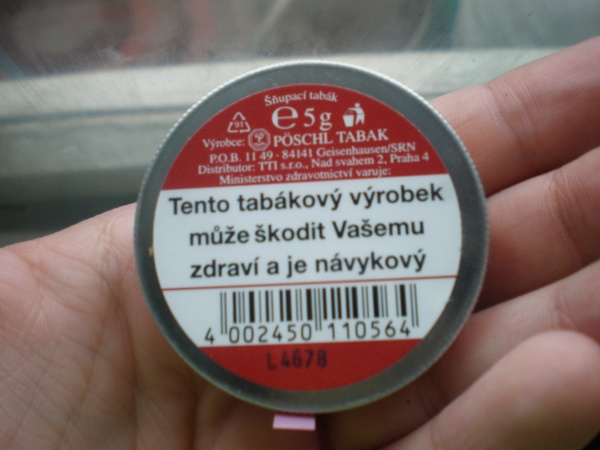 Šňupací tabák
91 ℮ 5 g
Výrobce: PÖSCHL TABAK
P.O.B. 11 49 - 84141 Geisenhausen/SRN
Distributor: TTI s.r.o., Nad svahem 2, Praha 4
Ministerstvo zdravotnictví varuje:
Tento tabákový výrobek
může škodit Vašemu
zdraví a je návykový
4 002450 110564
L4678